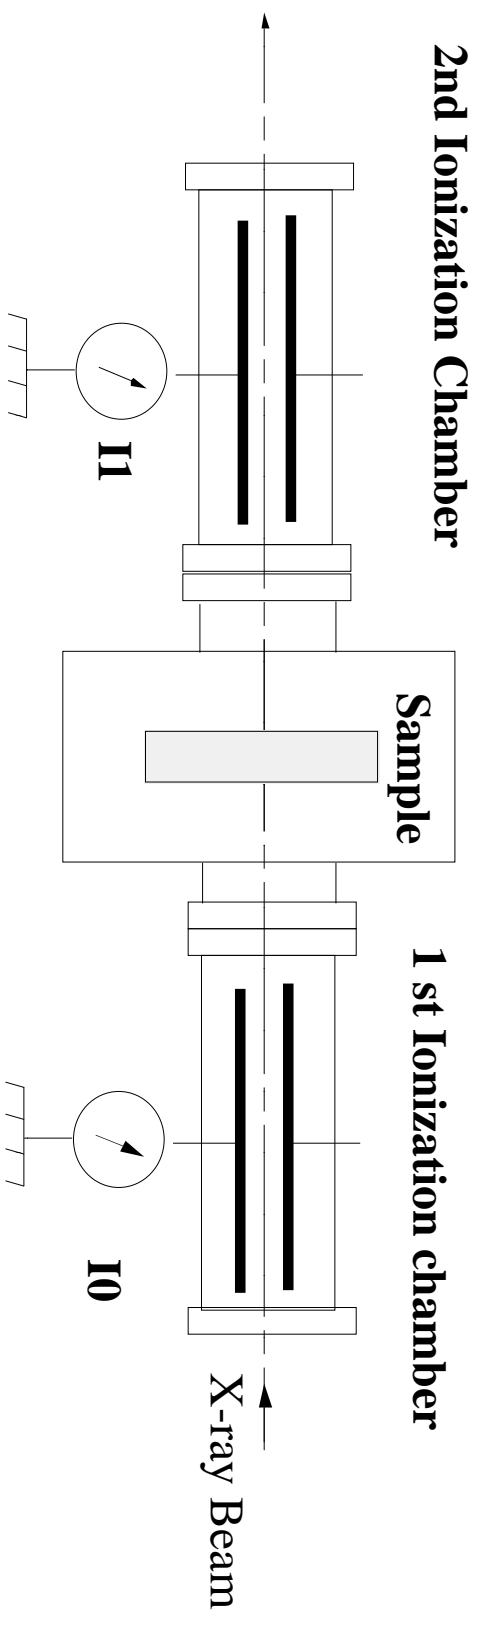 2nd Ionization Chamber
Sample
1 st Ionization chamber
I1
I0
X-ray Beam